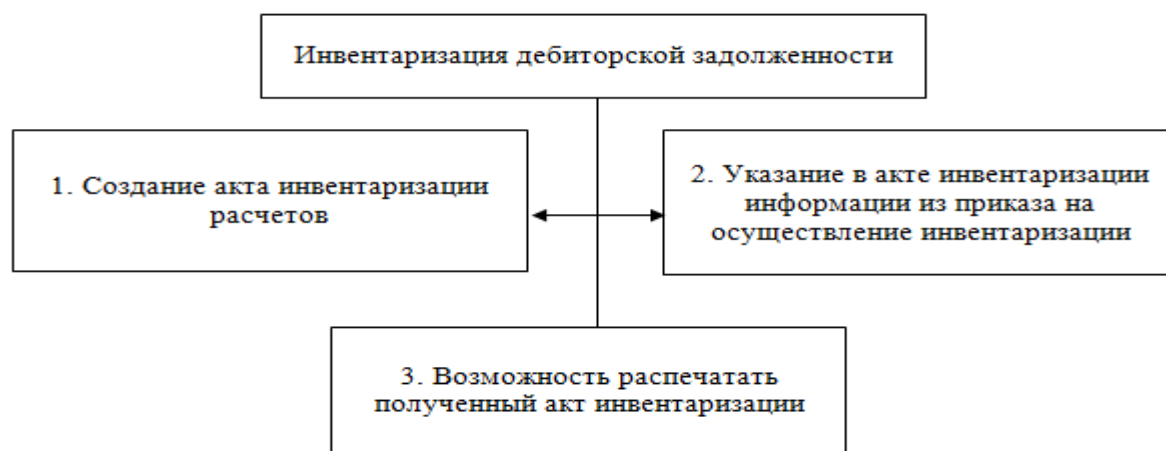 Инвентаризация дебиторской задолженности
1. Создание акта инвентаризации
расчетов
2. Указание в акте инвентаризации
информации из приказа на
осуществление инвентаризации
3. Возможность распечатать
полученный акт инвентаризации